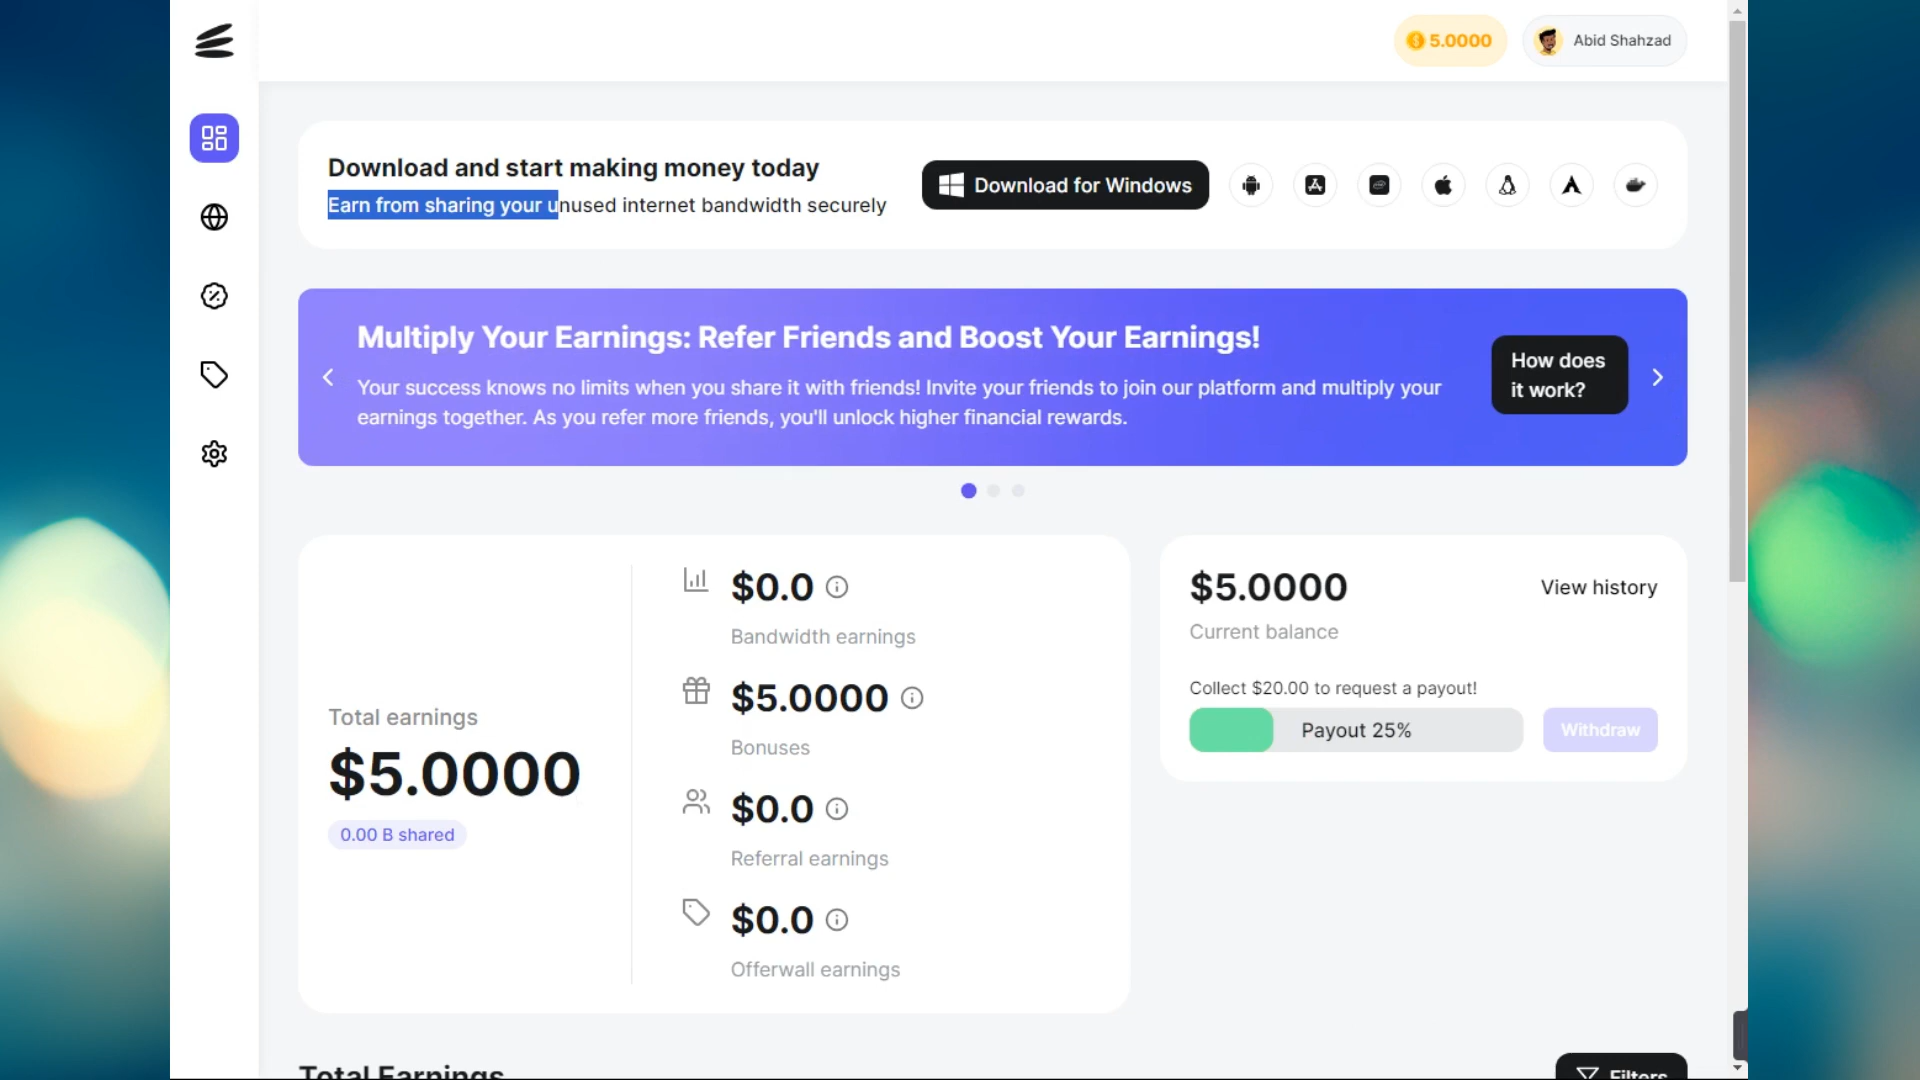 5.0000
Abid Shahzad
Download and start making money today
Earn from sharing your unused internet bandwidth securely
Download for Windows
Multiply Your Earnings: Refer Friends and Boost Your Earnings!
Your success knows no limits when you share it with friends! Invite your friends to join our platform and multiply your
earnings together. As you refer more friends, you'll unlock higher financial rewards.
How does
it work?
Total earnings
$5.0000
0.00 B shared
$0.0
Bandwidth earnings
$5.0000
Bonuses
$0.0
Referral earnings
$0.0
Offerwall earnings
$5.0000
View history
Current balance
Collect $20.00 to request a payout!
Payout 25%
Withdraw
Total Earnings
Filters